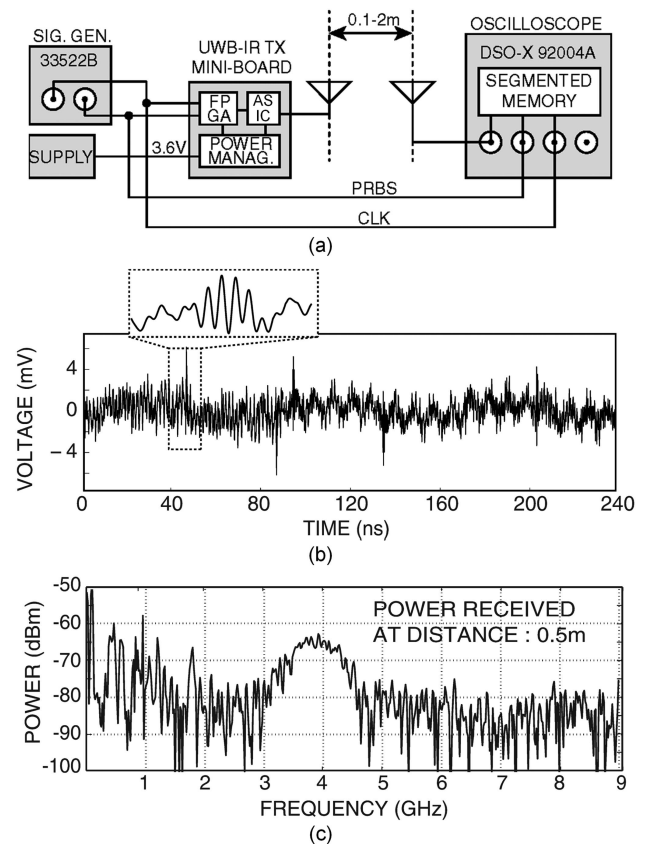 0.1-2m
SIG. GEN.
33522B
UWB-IR TX
MINI-BOARD
OSCILLOSCOPE
DSO-X 92004A
SEGMENTED
MEMORY
FP
GA
AS
IC
POWER
MANAG.
SUPPLY
3.6V
PRBS
CLK
(a)
VOLTAGE (mV)
4
0
−4
0 40 80 120 160 200 240
TIME (ns)
(b)
POWER (dBm)
-50
-60
-70
-80
-90
-100
POWER RECEIVED
AT DISTANCE : 0.5m
1 2 3 4 5 6 7 8 9
FREQUENCY (GHz)
(c)